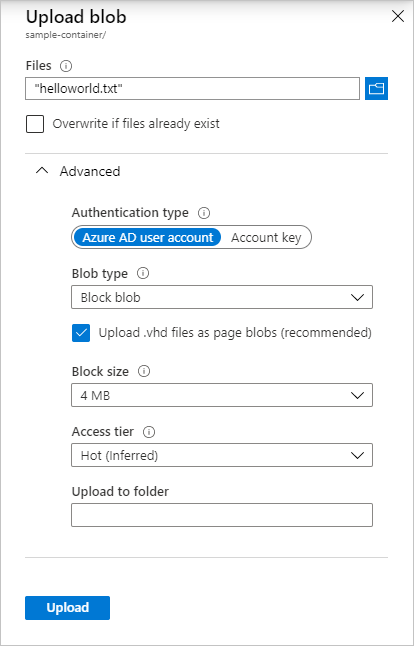 Upload blob
sample-container/
Files
"helloworld.txt"
Overwrite if files already exist
Advanced
Authentication type
Azure AD user account Account key
Blob type
Block blob
Upload .vhd files as page blobs (recommended)
Block size
4 MB
Access tier
Hot (Inferred)
Upload to folder
Upload